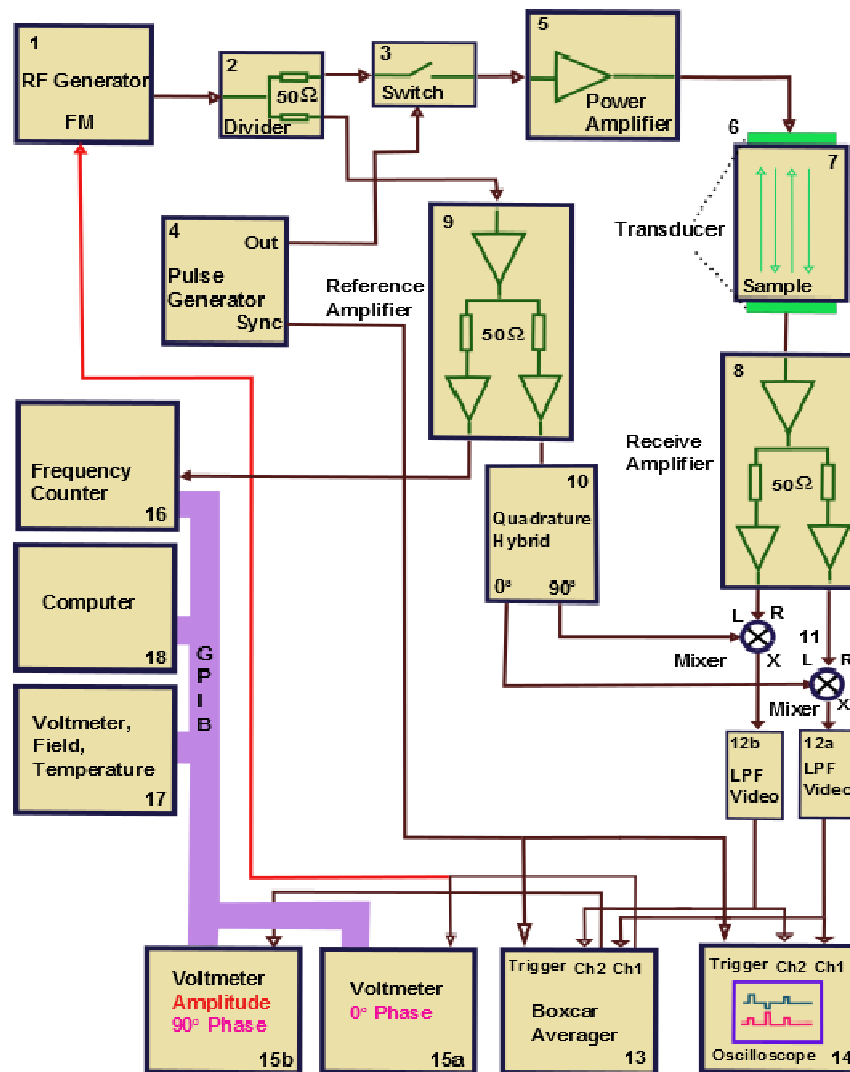 1
RF Generator
FM
2
50Ω
Divider
3
Switch
5
Power
Amplifier
6
7
Transducer
Sample
4
Out
Pulse
Generator
Sync
Reference
Amplifier
9
50Ω
8
Receive
Amplifier
50Ω
Frequency
Counter
16
10
Quadrature
Hybrid
0° 90°
Computer
18
L R
Mixer X
11
L R
Mixer X
GPIB
Voltmeter,
Field,
Temperature
17
12b
LPF
Video
12a
LPF
Video
Voltmeter
Amplitude
90° Phase
15b
Voltmeter
0° Phase
15a
Trigger Ch2 Ch1
Boxcar
Averager
13
Trigger Ch2 Ch1
Oscilloscope 14